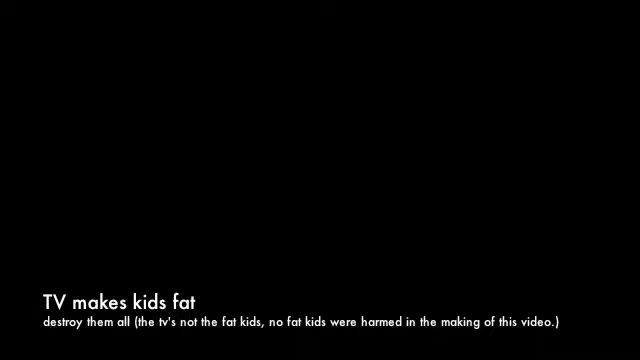 TV makes kids fat
destroy them all (the tv's not the fat kids, no fat kids were harmed in the making of this video.)